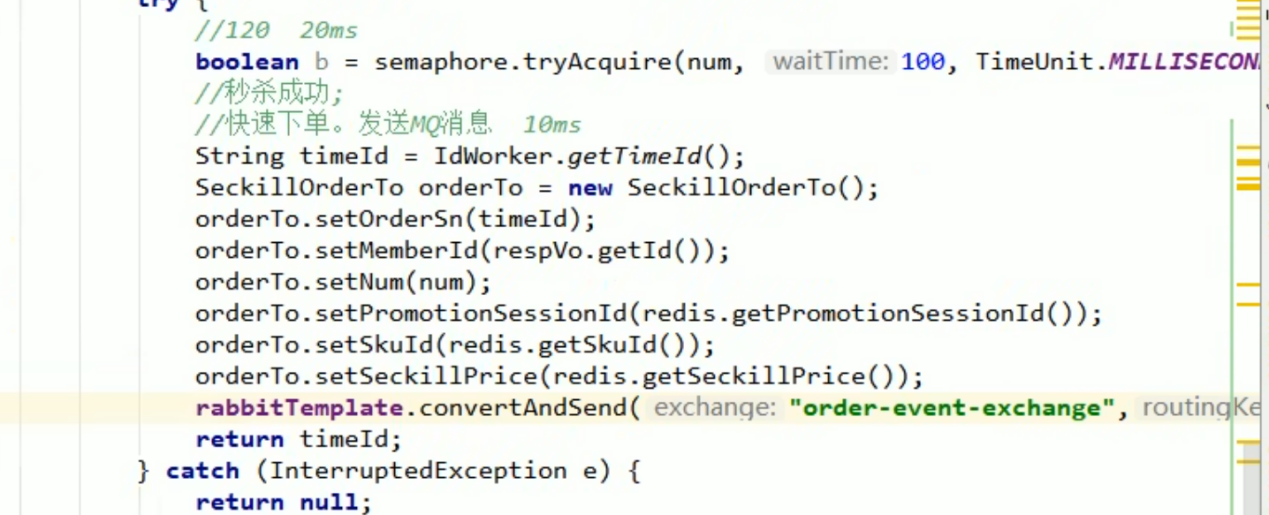 try {
//120  20ms
boolean b = semaphore.tryAcquire(num, waitTime: 100, TimeUnit.MILLISECON
//秒杀成功;
//快速下单。发送MQ消息  10ms
String timeId = IdWorker.getTimeId();
SeckillOrderTo orderTo = new SeckillOrderTo();
orderTo.setOrderSn(timeId);
orderTo.setMemberId(respVo.getId());
orderTo.setNum(num);
orderTo.setPromotionSessionId(redis.getPromotionSessionId());
orderTo.setSkuId(redis.getSkuId());
orderTo.setSeckillPrice(redis.getSeckillPrice());
rabbitTemplate.convertAndSend( exchange: "order-event-exchange", routingKe
return timeId;
} catch (InterruptedException e) {
return null;